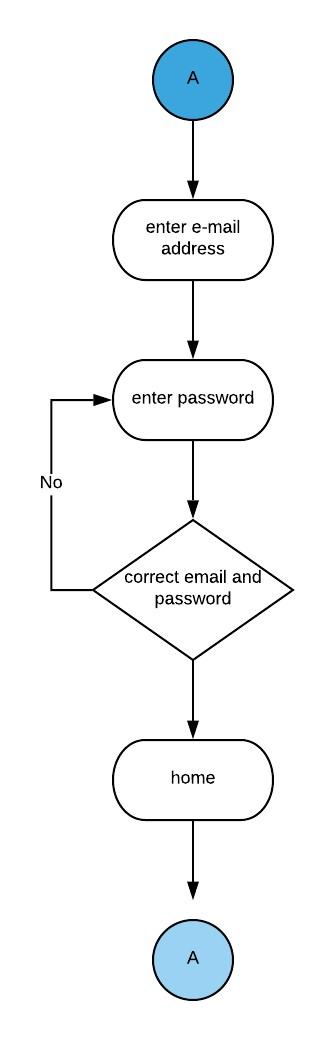 A
enter e-mail
address
enter password
No
correct email and
password
home
A